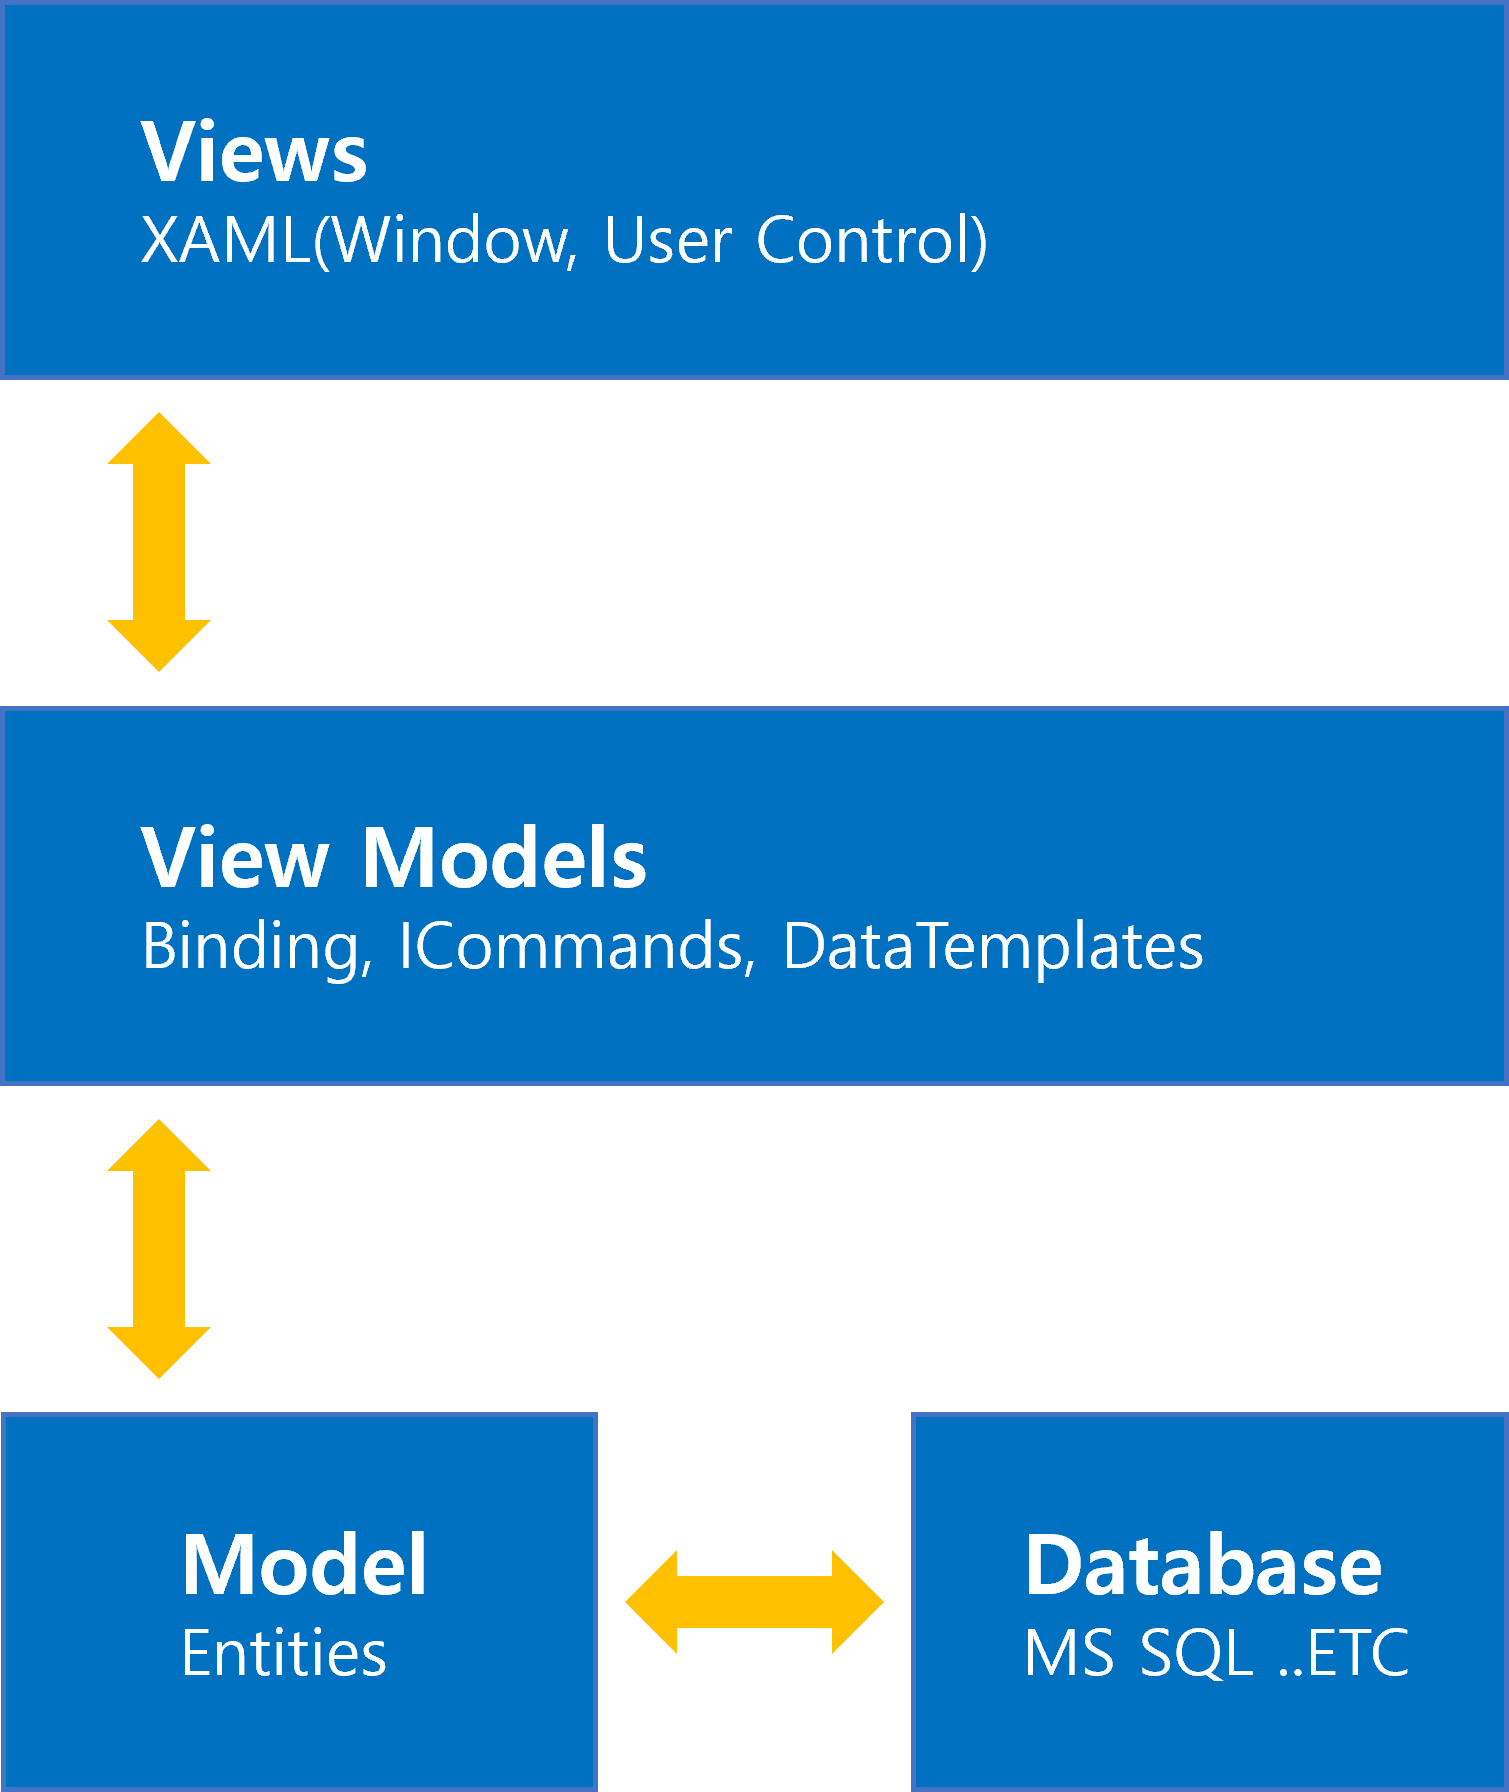 Views
XAML(Window, User Control)
View Models
Binding, ICommands, DataTemplates
Model
Entities
Database
MS SQL ..ETC